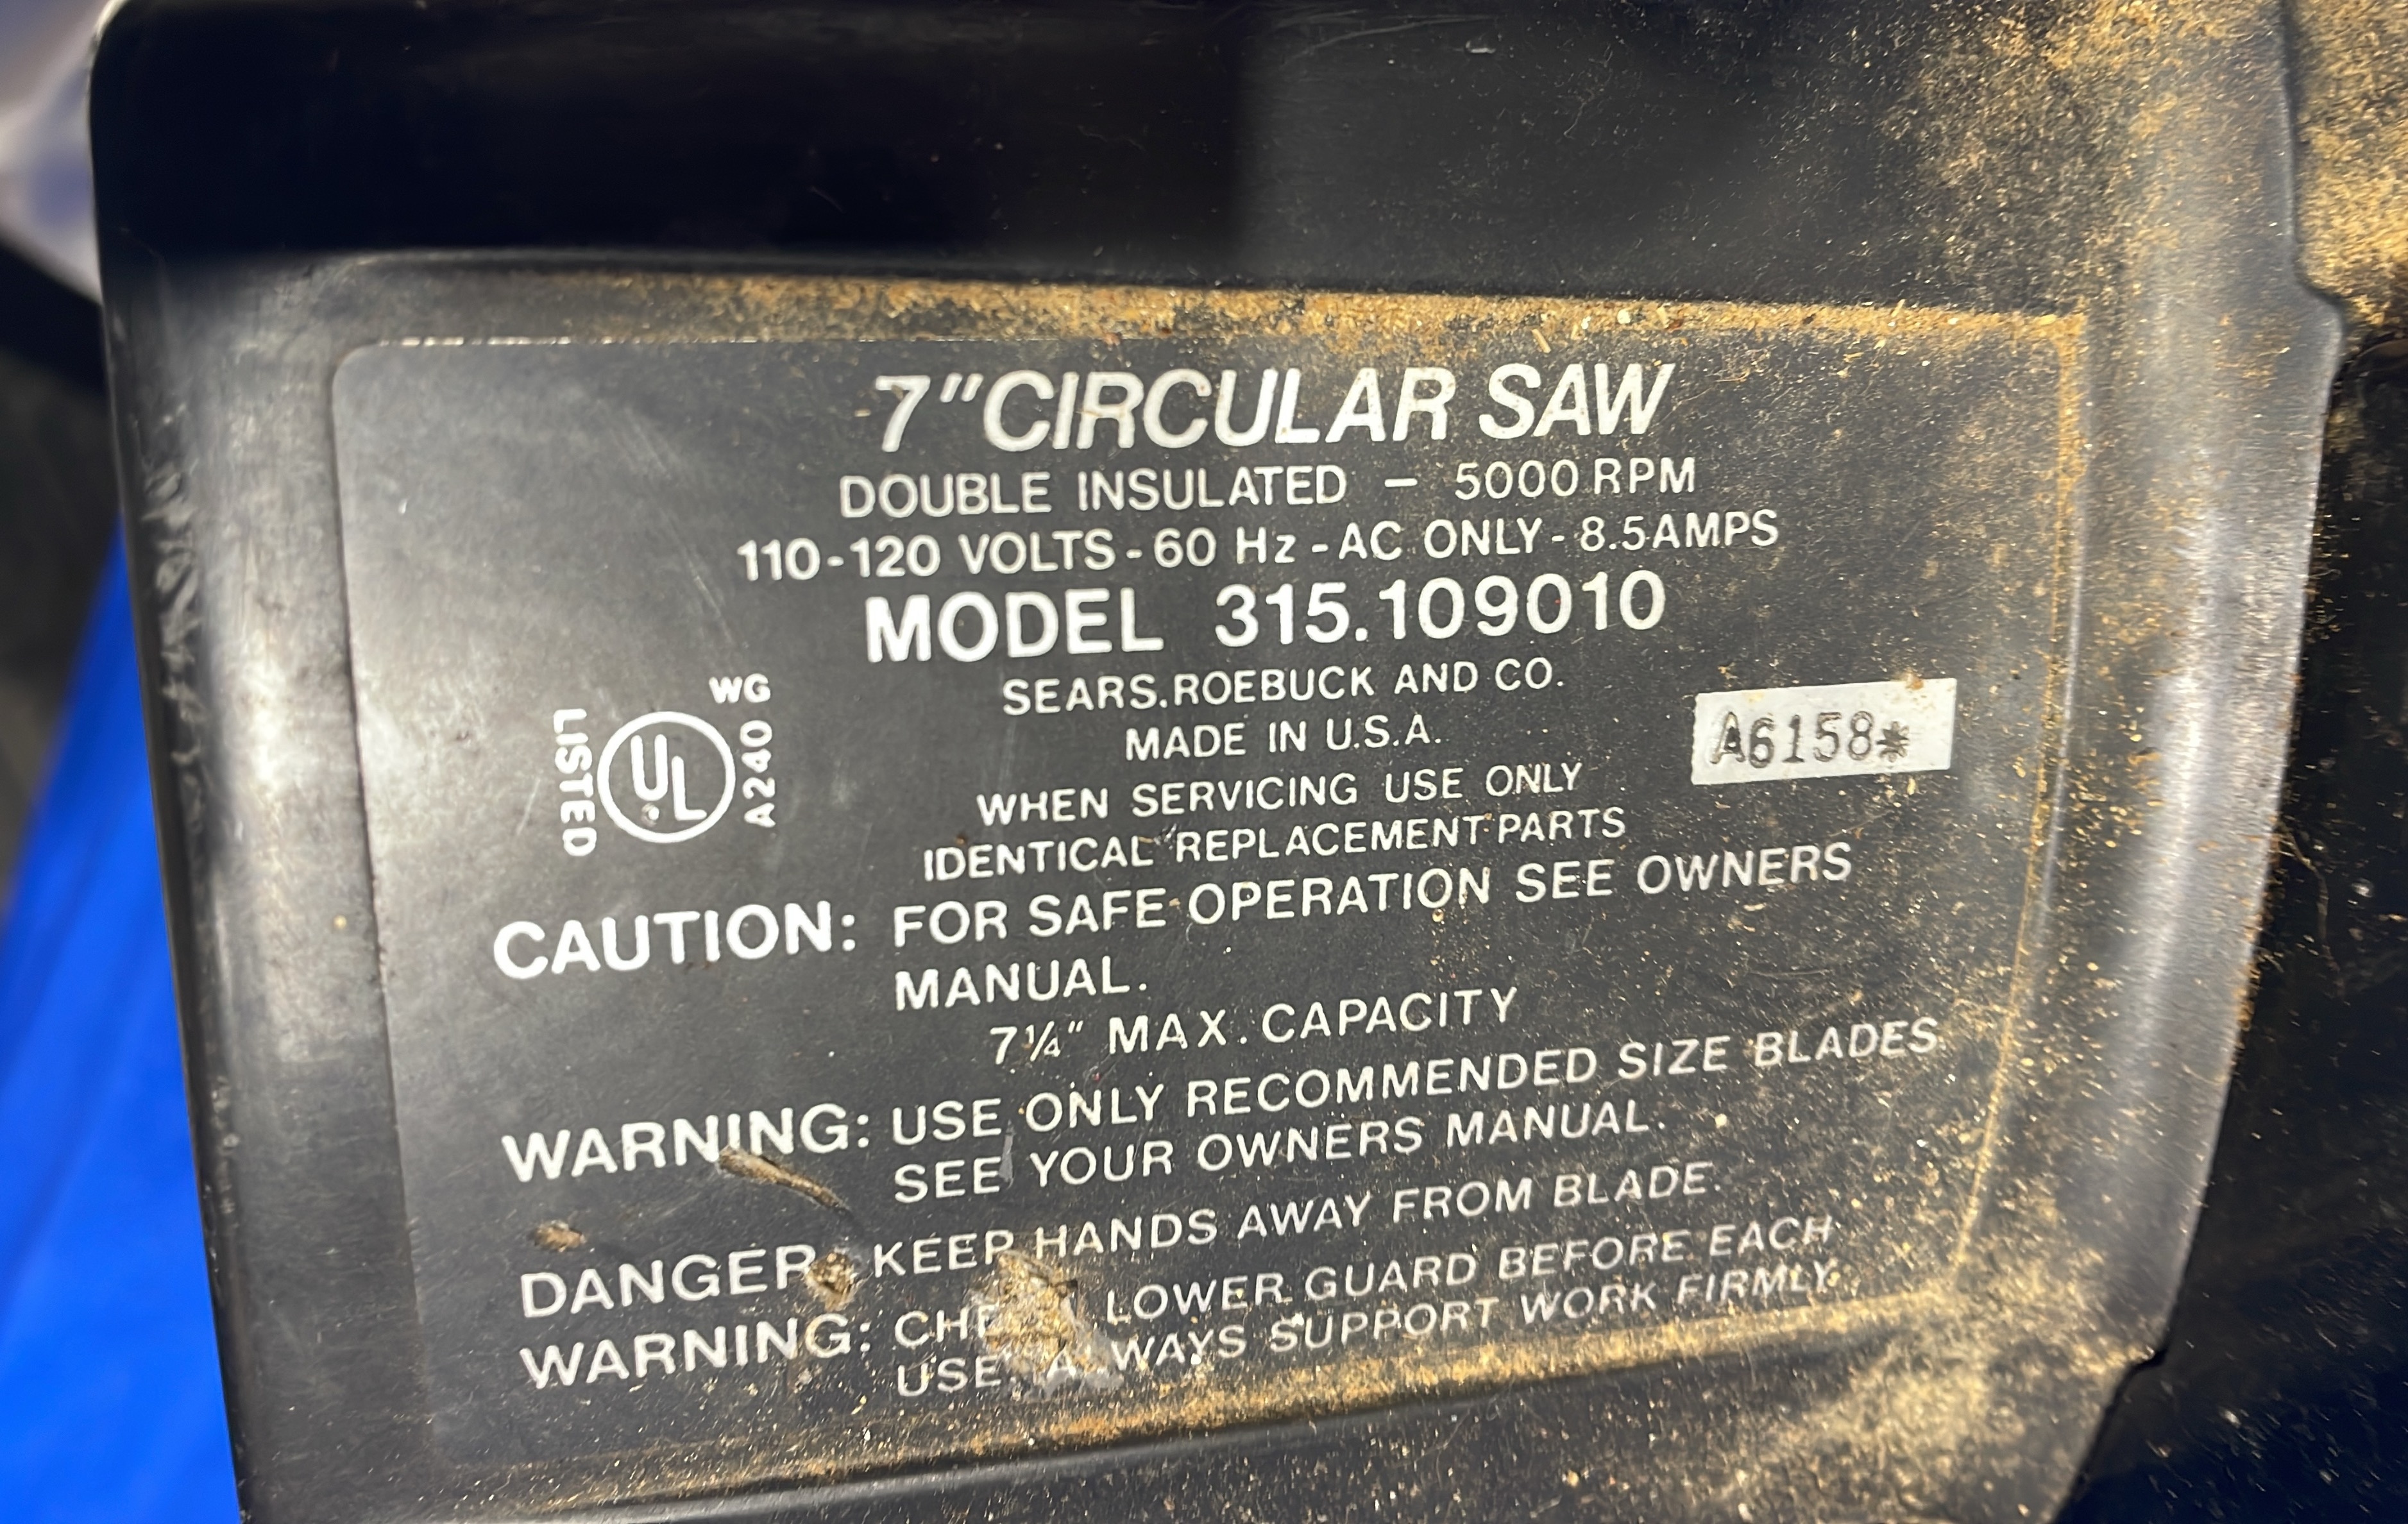 7" CIRCULAR SAW
DOUBLE INSULATED — 5000 RPM
110-120 VOLTS - 60 Hz - AC ONLY - 8.5 AMPS
MODEL 315.109010
SEARS.ROEBUCK AND CO.
MADE IN U.S.A.
A6158*
WG
LISTED
UL
A240
WHEN SERVICING USE ONLY
IDENTICAL REPLACEMENT PARTS
CAUTION: FOR SAFE OPERATION SEE OWNERS
MANUAL.
7¼" MAX. CAPACITY
WARNING: USE ONLY RECOMMENDED SIZE BLADES
SEE YOUR OWNERS MANUAL.
DANGER KEEP HANDS AWAY FROM BLADE.
WARNING: LOWER GUARD BEFORE EACH
USE. ALWAYS SUPPORT WORK FIRMLY.